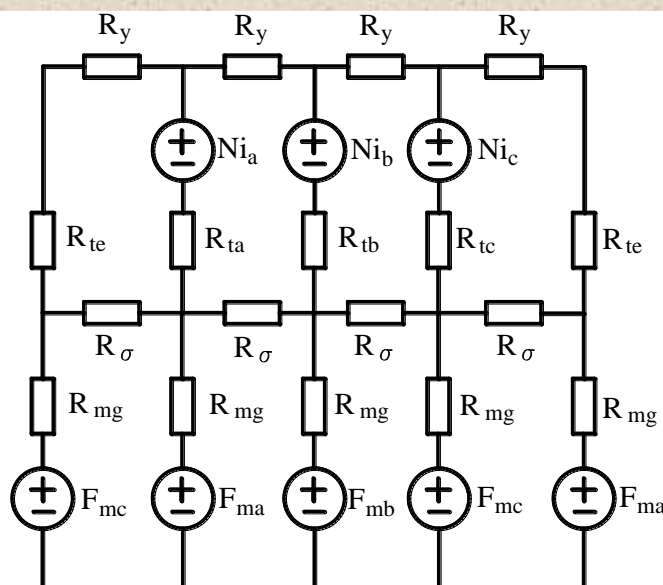 R_y R_y R_y R_y
+ + +
Ni_a Ni_b Ni_c
− − −
R_te R_ta R_tb R_tc R_te
R_σ R_σ R_σ R_σ
R_mg R_mg R_mg R_mg R_mg
+ + + + +
F_mc F_ma F_mb F_mc F_ma
− − − − −